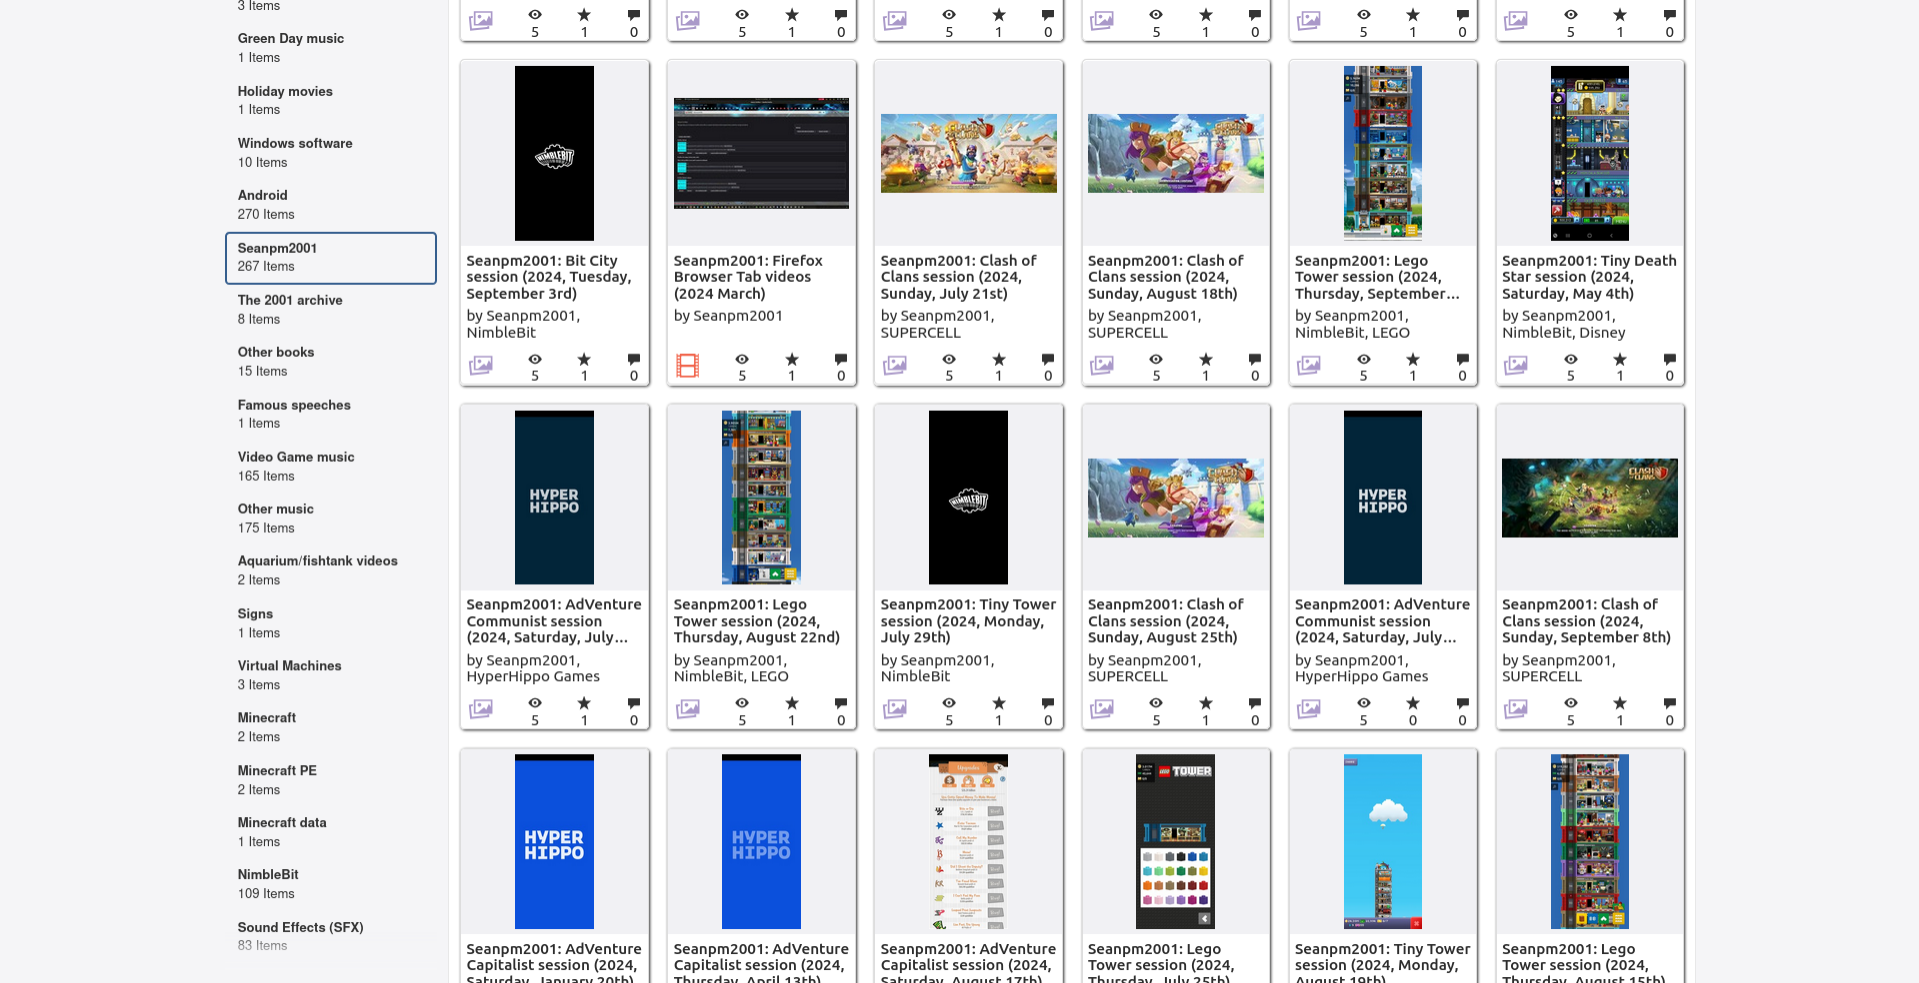 3 Items
Green Day music
1 Items
Holiday movies
1 Items
Windows software
10 Items
Android
270 Items
Seanpm2001
267 Items
The 2001 archive
8 Items
Other books
15 Items
Famous speeches
1 Items
Video Game music
165 Items
Other music
175 Items
Aquarium/fishtank videos
2 Items
Signs
1 Items
Virtual Machines
3 Items
Minecraft
2 Items
Minecraft PE
2 Items
Minecraft data
1 Items
NimbleBit
109 Items
Sound Effects (SFX)
83 Items
5 1 0
5 1 0
5 1 0
5 1 0
5 1 0
5 1 0
NIMBLEBIT
Seanpm2001: Bit City
session (2024, Tuesday,
September 3rd)
by Seanpm2001,
NimbleBit
5 1 0
Seanpm2001: Firefox
Browser Tab videos
(2024 March)
by Seanpm2001
5 1 0
Seanpm2001: Clash of
Clans session (2024,
Sunday, July 21st)
by Seanpm2001,
SUPERCELL
5 1 0
Seanpm2001: Clash of
Clans session (2024,
Sunday, August 18th)
by Seanpm2001,
SUPERCELL
5 1 0
Seanpm2001: Lego
Tower session (2024,
Thursday, September...
by Seanpm2001,
NimbleBit, LEGO
5 1 0
Seanpm2001: Tiny Death
Star session (2024,
Saturday, May 4th)
by Seanpm2001,
NimbleBit, Disney
5 1 0
HYPER
HIPPO
Seanpm2001: AdVenture
Communist session
(2024, Saturday, July...
by Seanpm2001,
HyperHippo Games
5 1 0
Seanpm2001: Lego
Tower session (2024,
Thursday, August 22nd)
by Seanpm2001,
NimbleBit, LEGO
5 1 0
NIMBLEBIT
Seanpm2001: Tiny Tower
session (2024, Monday,
July 29th)
by Seanpm2001,
NimbleBit
5 1 0
Seanpm2001: Clash of
Clans session (2024,
Sunday, August 25th)
by Seanpm2001,
SUPERCELL
5 1 0
HYPER
HIPPO
Seanpm2001: AdVenture
Communist session
(2024, Saturday, July...
by Seanpm2001,
HyperHippo Games
5 0 0
CLASH
Seanpm2001: Clash of
Clans session (2024,
Sunday, September 8th)
by Seanpm2001,
SUPERCELL
5 1 0
HYPER
HIPPO
Seanpm2001: AdVenture
Capitalist session (2024,
Saturday, January 20th)
HYPER
HIPPO
Seanpm2001: AdVenture
Capitalist session (2024,
Thursday, April 13th)
Upgrades
Seanpm2001: AdVenture
Capitalist session (2024,
Saturday, August 17th)
LEGO TOWER
Seanpm2001: Lego
Tower session (2024,
Thursday, July 25th)
Seanpm2001: Tiny Tower
session (2024, Monday,
August 19th)
Seanpm2001: Lego
Tower session (2024,
Thursday, August 15th)